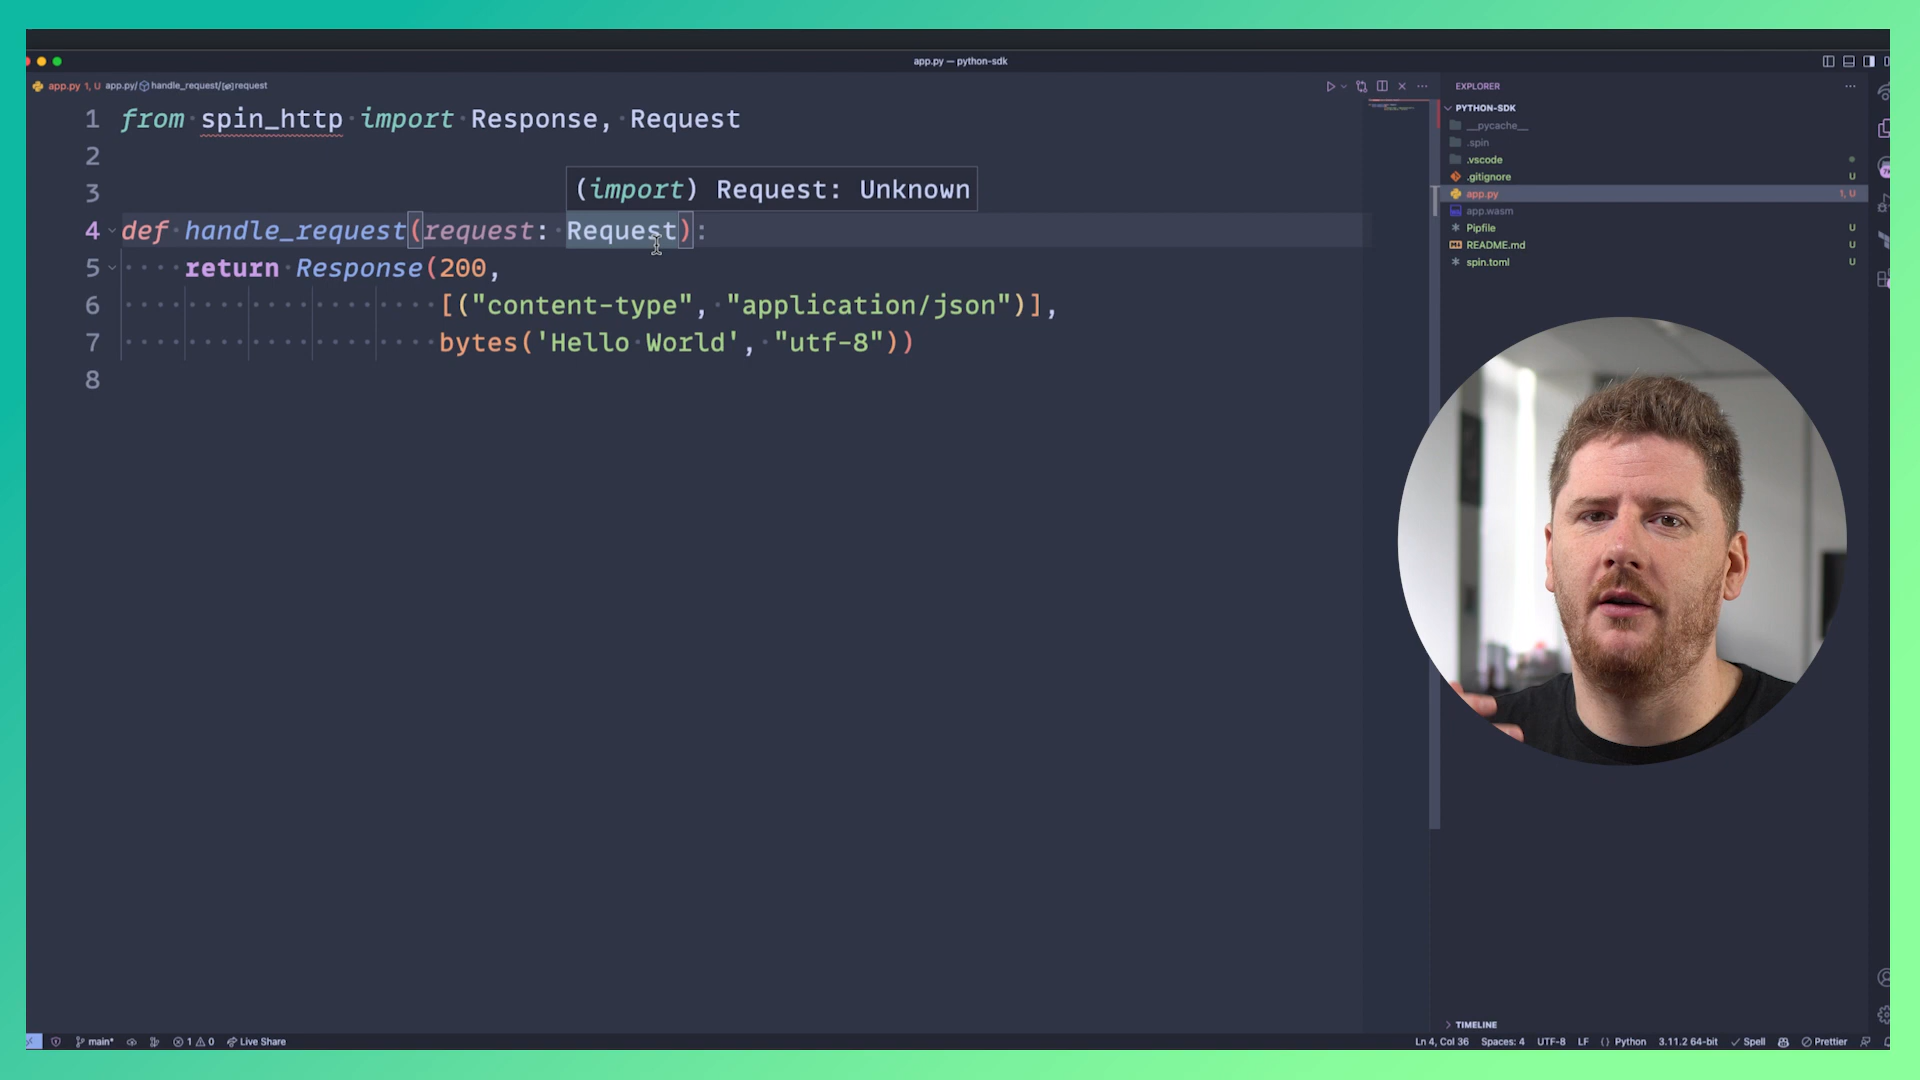 app.py — python-sdk
app.py 1, U app.py/handle_request/request
EXPLORER
1 from spin_http import Response, Request
2
3
(import) Request: Unknown
4 def handle_request(request: Request):
5 return Response(200,
6 [("content-type", "application/json")],
7 bytes('Hello World', "utf-8"))
8
PYTHON-SDK
__pycache__
.spin
.vscode
.gitignore U
app.py 1, U
app.wasm
Pipfile U
README.md U
spin.toml U
TIMELINE
main* 1 0 Live Share
Ln 4, Col 36 Spaces: 4 UTF-8 LF Python 3.11.2 64-bit Spell Prettier